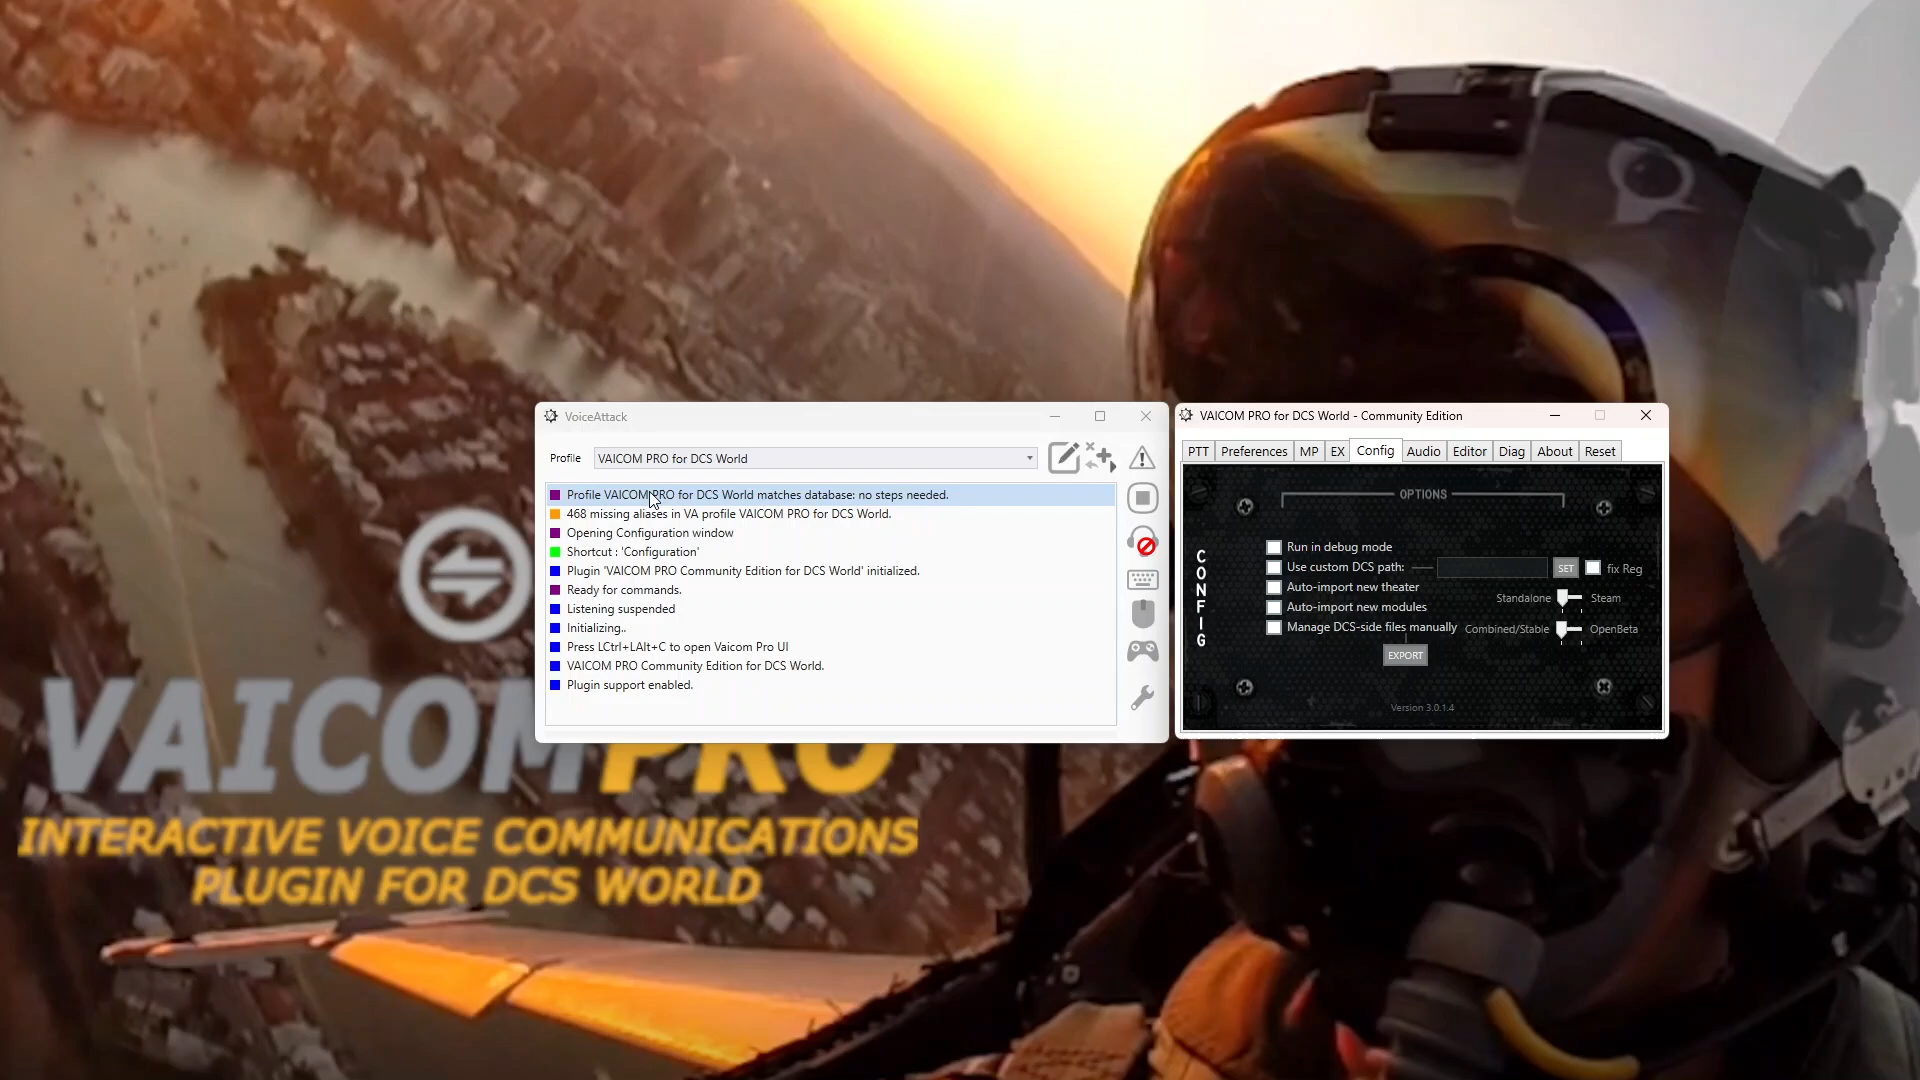 VoiceAttack
Profile VAICOM PRO for DCS World
Profile VAICOM PRO for DCS World matches database: no steps needed.
468 missing aliases in VA profile VAICOM PRO for DCS World.
Opening Configuration window
Shortcut : 'Configuration'
Plugin 'VAICOM PRO Community Edition for DCS World' initialized.
Ready for commands.
Listening suspended
Initializing..
Press LCtrl+LAlt+C to open Vaicom Pro UI
VAICOM PRO Community Edition for DCS World.
Plugin support enabled.
VAICOM PRO for DCS World - Community Edition
PTT Preferences MP EX Config Audio Editor Diag About Reset
OPTIONS
CONFIG
Run in debug mode
Use custom DCS path: SET fix Reg
Auto-import new theater
Standalone Steam
Auto-import new modules
Manage DCS-side files manually
Combined/Stable OpenBeta
EXPORT
Version 3.0.1.4
VAICOMPRO
INTERACTIVE VOICE COMMUNICATIONS
PLUGIN FOR DCS WORLD